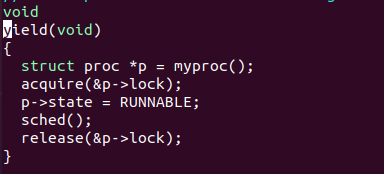 void
yield(void)
{
  struct proc *p = myproc();
  acquire(&p->lock);
  p->state = RUNNABLE;
  sched();
  release(&p->lock);
}